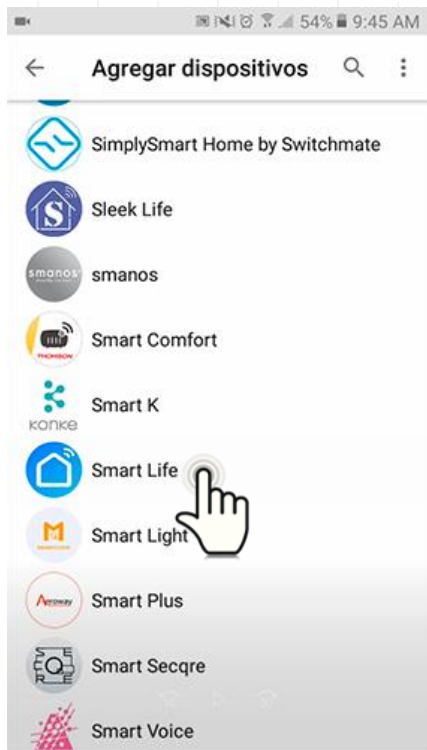 54% 9:45 AM
Agregar dispositivos
SimplySmart Home by Switchmate
S
Sleek Life
smanos
smanos
THOMSON
Smart Comfort
Smart K
KONKE
Smart Life
M
Smart Light
Smart Plus
Smart Secqre
Smart Voice